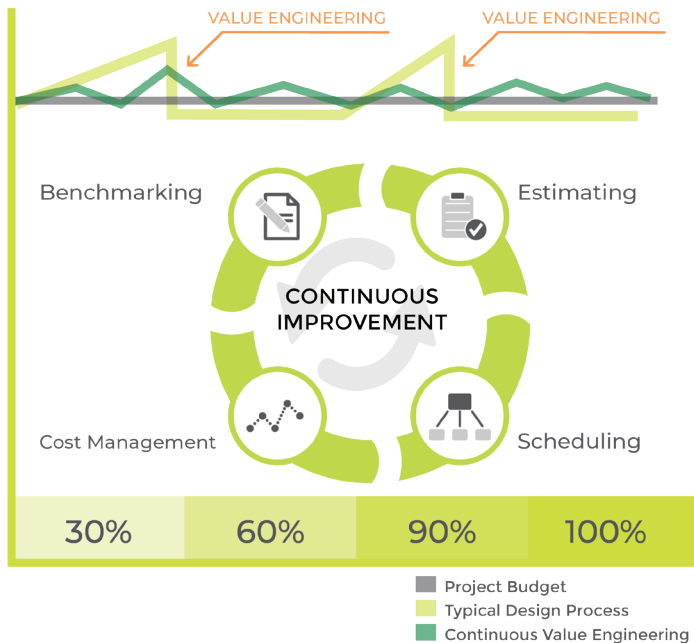 VALUE ENGINEERING
VALUE ENGINEERING
Benchmarking
Estimating
CONTINUOUS
IMPROVEMENT
Cost Management
Scheduling
30%
60%
90%
100%
Project Budget
Typical Design Process
Continuous Value Engineering